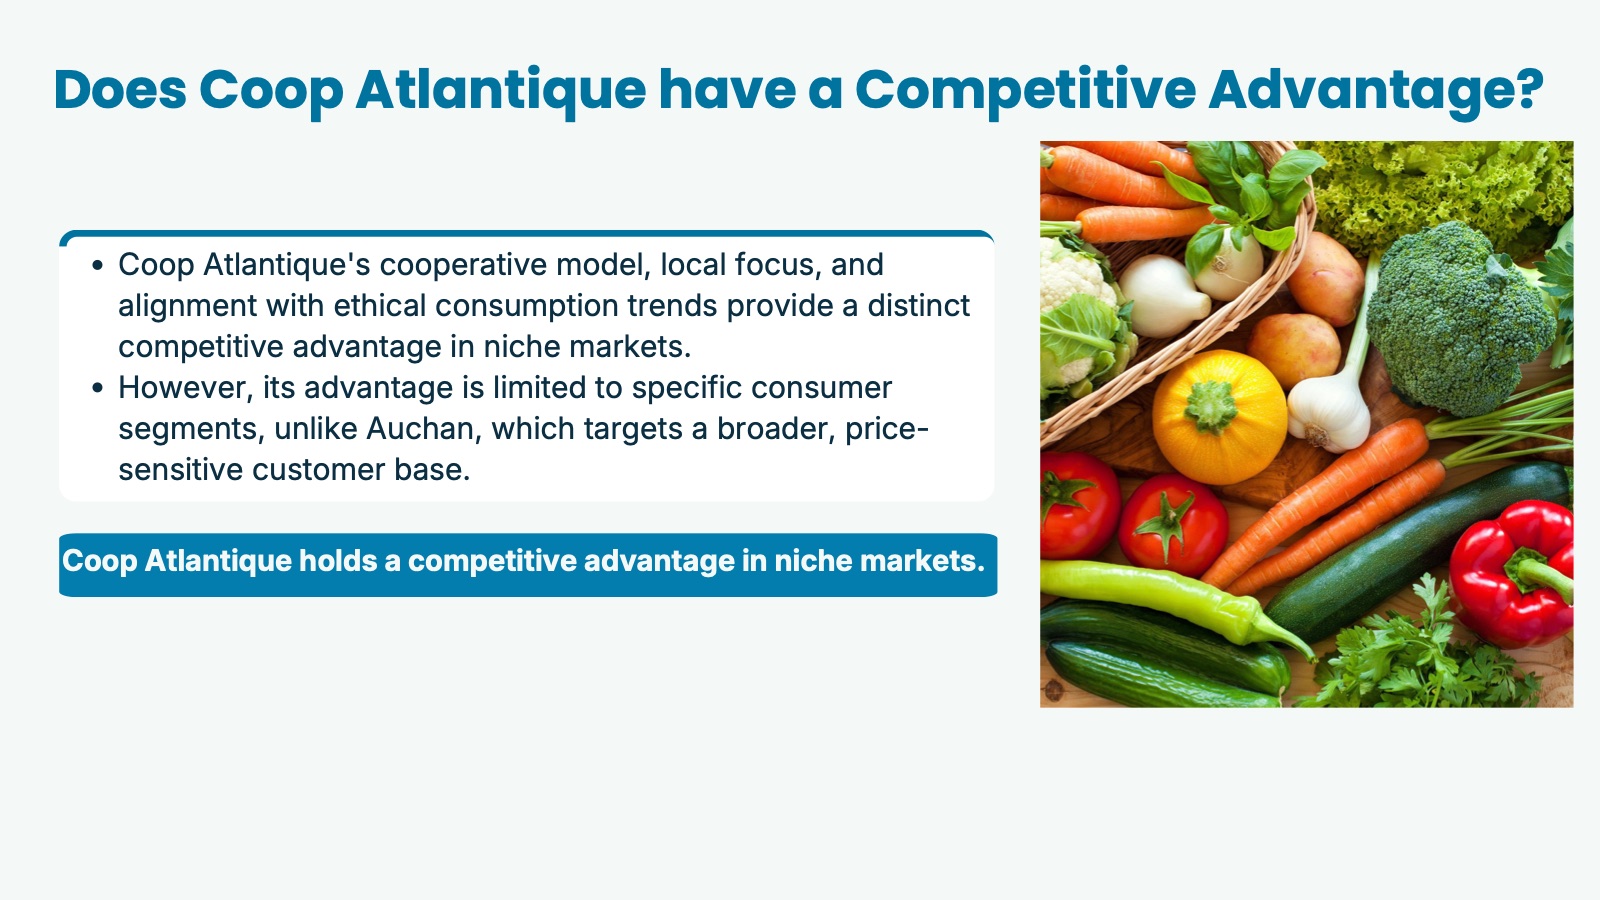 Does Coop Atlantique have a Competitive Advantage?
• Coop Atlantique's cooperative model, local focus, and
alignment with ethical consumption trends provide a distinct
competitive advantage in niche markets.
• However, its advantage is limited to specific consumer
segments, unlike Auchan, which targets a broader, price-
sensitive customer base.
Coop Atlantique holds a competitive advantage in niche markets.